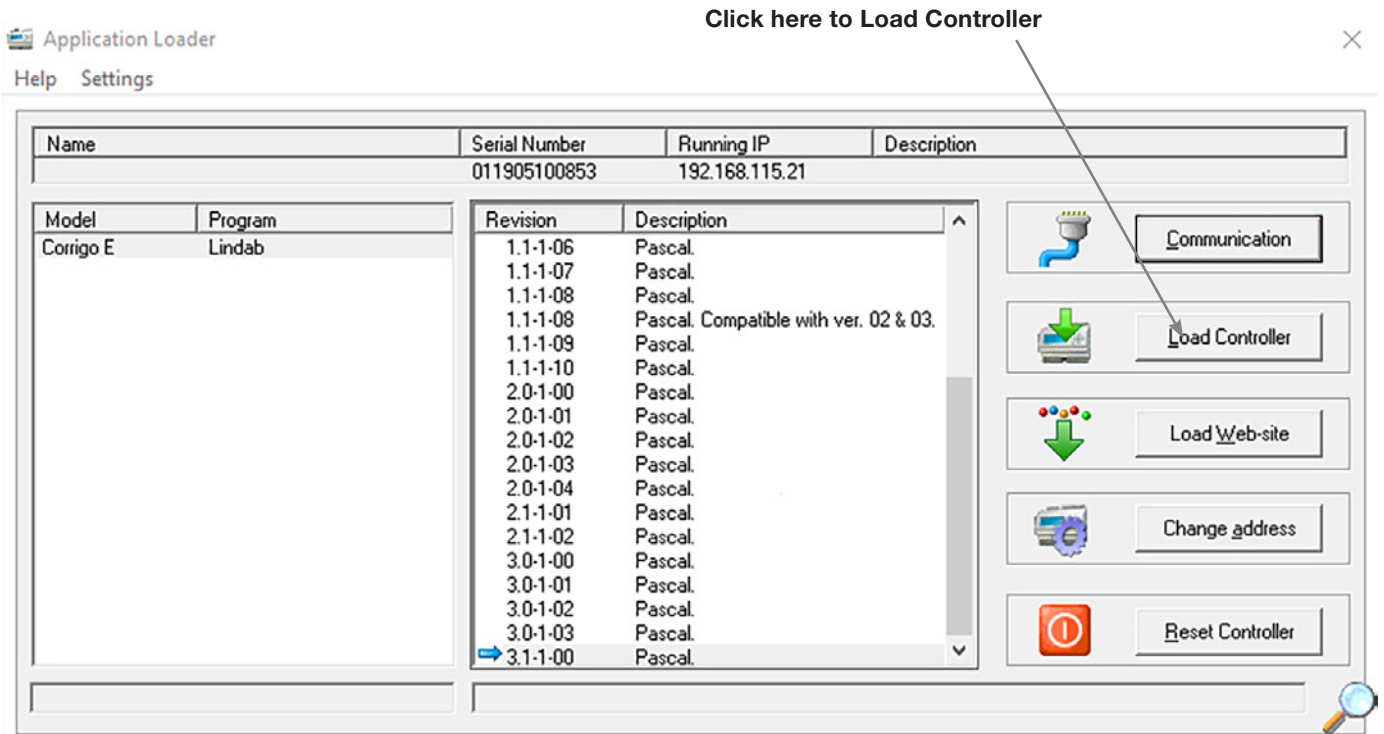 Click here to Load Controller
Application Loader
Help Settings
Name Serial Number Running IP Description
011905100853 192.168.115.21
Model Program
Corrigo E Lindab
Revision Description
1.1-1-06 Pascal.
1.1-1-07 Pascal.
1.1-1-08 Pascal.
1.1-1-08 Pascal. Compatible with ver. 02 & 03.
1.1-1-09 Pascal.
1.1-1-10 Pascal.
2.0-1-00 Pascal.
2.0-1-01 Pascal.
2.0-1-02 Pascal.
2.0-1-03 Pascal.
2.0-1-04 Pascal.
2.1-1-01 Pascal.
2.1-1-02 Pascal.
3.0-1-00 Pascal.
3.0-1-01 Pascal.
3.0-1-02 Pascal.
3.0-1-03 Pascal.
3.1-1-00 Pascal.
Communication
Load Controller
Load Web-site
Change address
Reset Controller